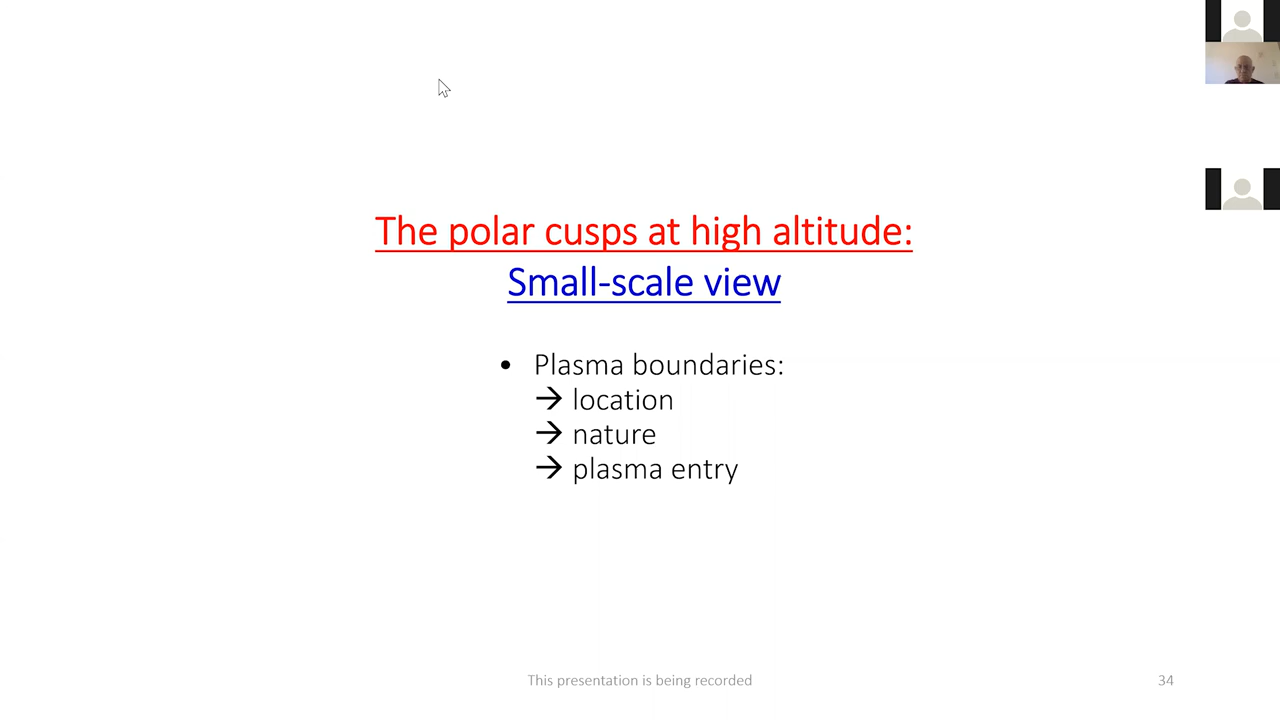 The polar cusps at high altitude:
Small-scale view
• Plasma boundaries:
→ location
→ nature
→ plasma entry
This presentation is being recorded
34